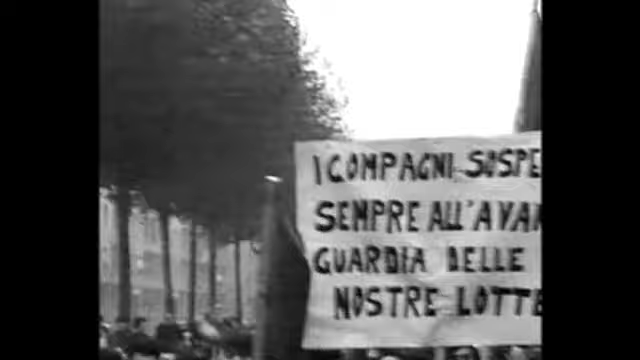 I COMPAGNI SOSPE
SEMPRE ALL'AVAN
GUARDIA DELLE
NOSTRE LOTTE